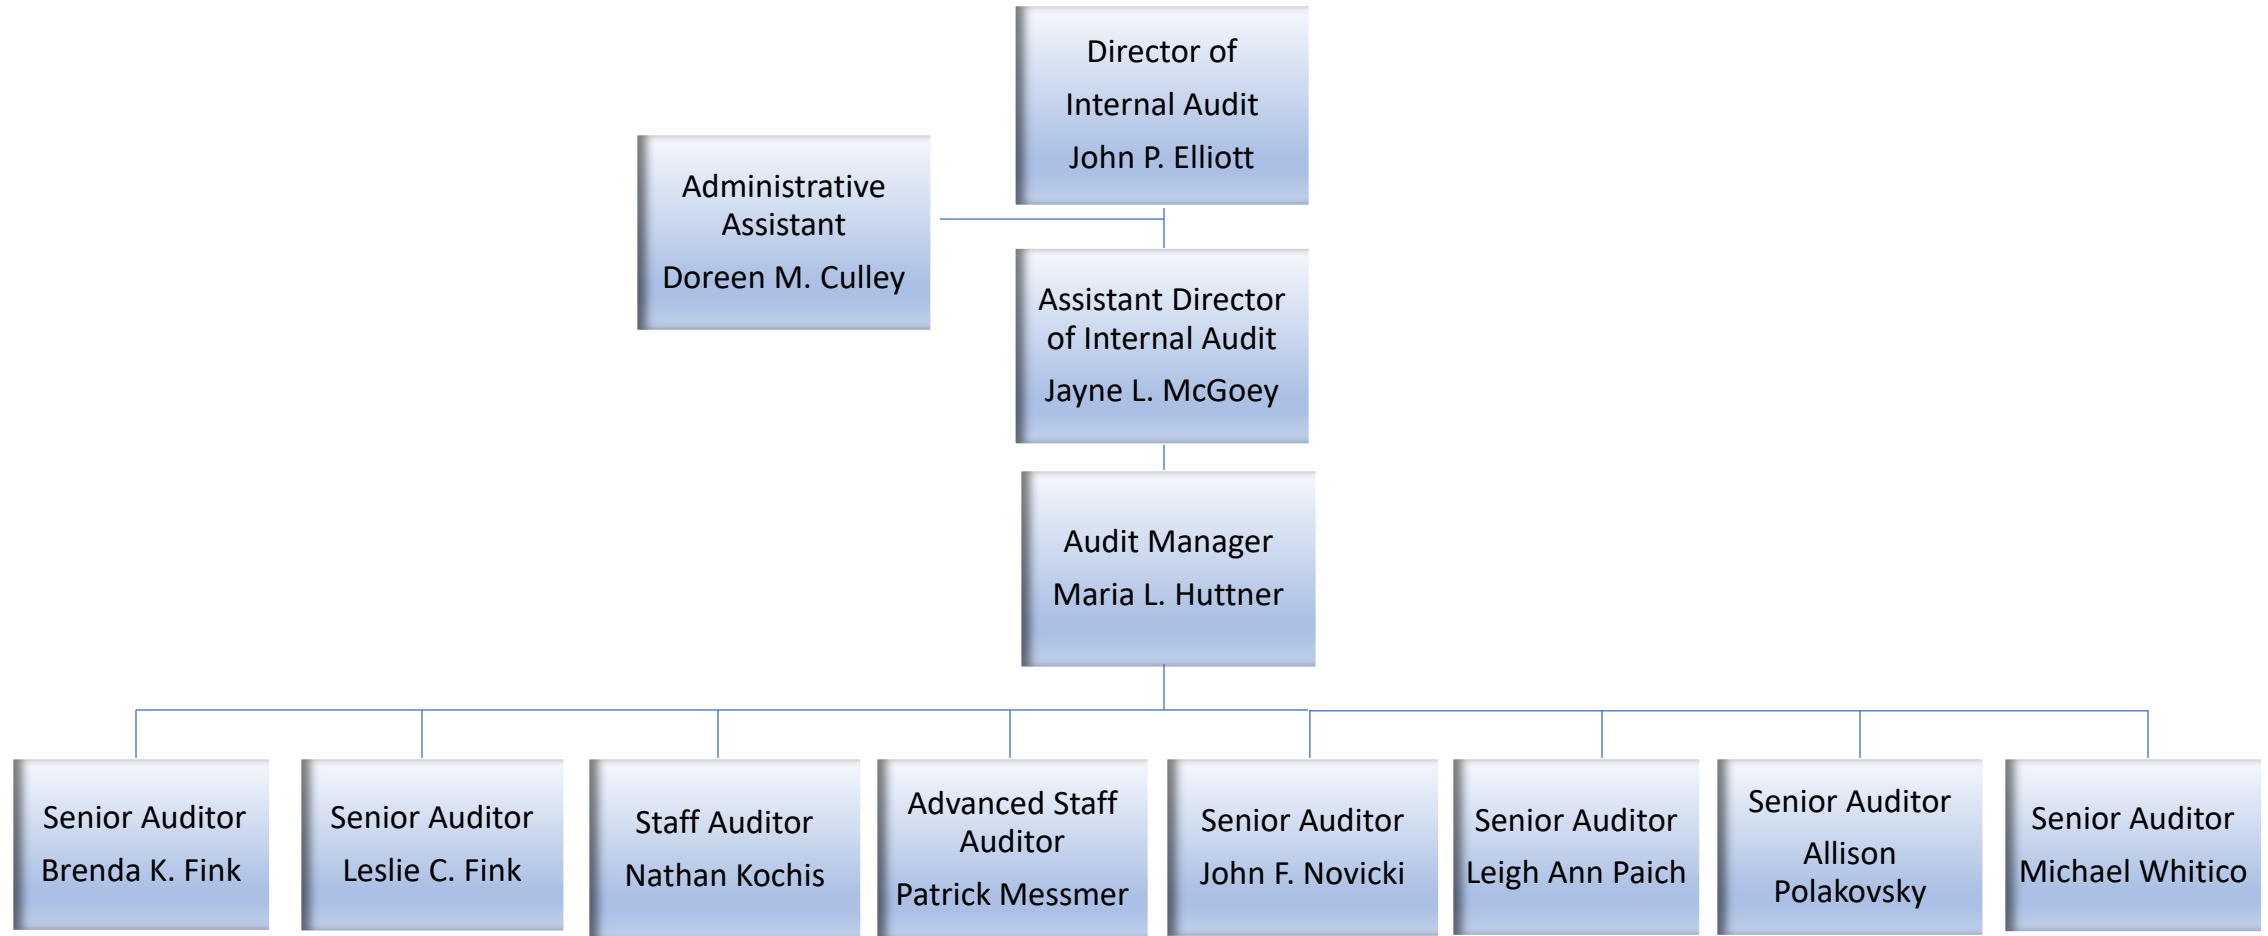 Director of
Internal Audit
John P. Elliott
Administrative
Assistant
Doreen M. Culley
Assistant Director
of Internal Audit
Jayne L. McGoey
Audit Manager
Maria L. Huttner
Senior Auditor
Brenda K. Fink
Senior Auditor
Leslie C. Fink
Staff Auditor
Nathan Kochis
Advanced Staff
Auditor
Patrick Messmer
Senior Auditor
John F. Novicki
Senior Auditor
Leigh Ann Paich
Senior Auditor
Allison
Polakovsky
Senior Auditor
Michael Whitico